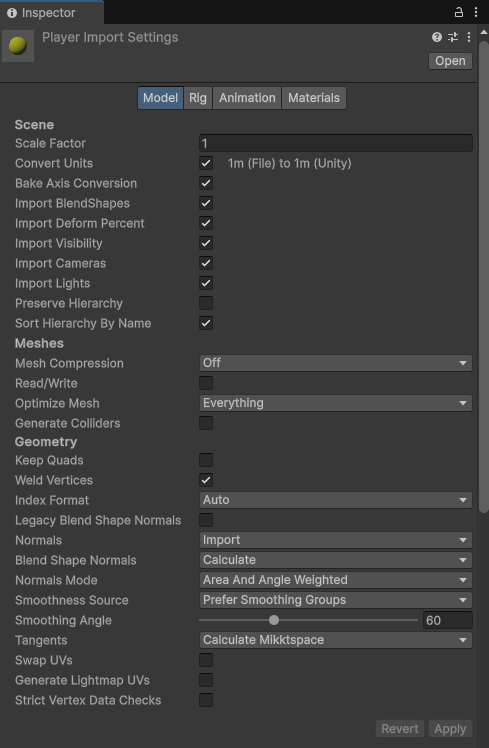 Inspector
Player Import Settings
Open
Model Rig Animation Materials
Scene
Scale Factor 1
Convert Units 1m (File) to 1m (Unity)
Bake Axis Conversion
Import BlendShapes
Import Deform Percent
Import Visibility
Import Cameras
Import Lights
Preserve Hierarchy
Sort Hierarchy By Name
Meshes
Mesh Compression Off
Read/Write
Optimize Mesh Everything
Generate Colliders
Geometry
Keep Quads
Weld Vertices
Index Format Auto
Legacy Blend Shape Normals
Normals Import
Blend Shape Normals Calculate
Normals Mode Area And Angle Weighted
Smoothness Source Prefer Smoothing Groups
Smoothing Angle 60
Tangents Calculate Mikktspace
Swap UVs
Generate Lightmap UVs
Strict Vertex Data Checks
Revert Apply